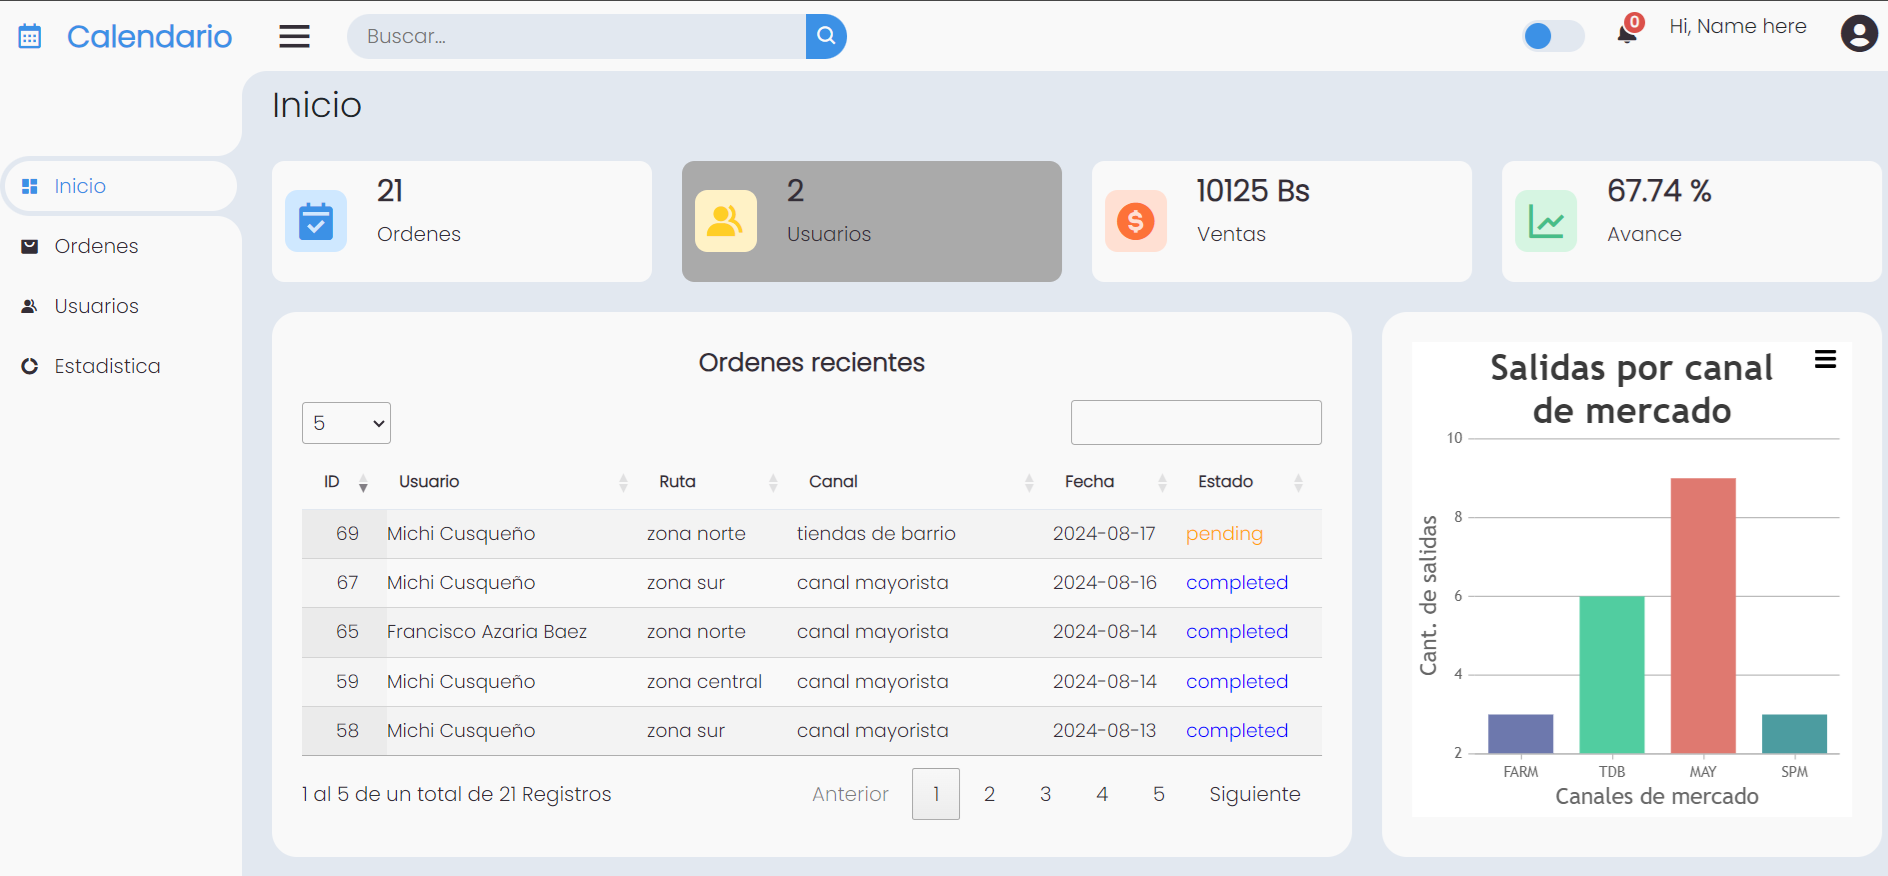 Calendario
Buscar...
0
Hi, Name here
Inicio
Inicio
Ordenes
Usuarios
Estadistica
21
Ordenes
2
Usuarios
10125 Bs
Ventas
67.74 %
Avance
Ordenes recientes
5
ID Usuario Ruta Canal Fecha Estado
69 Michi Cusqueño zona norte tiendas de barrio 2024-08-17 pending
67 Michi Cusqueño zona sur canal mayorista 2024-08-16 completed
65 Francisco Azaria Baez zona norte canal mayorista 2024-08-14 completed
59 Michi Cusqueño zona central canal mayorista 2024-08-14 completed
58 Michi Cusqueño zona sur canal mayorista 2024-08-13 completed
1 al 5 de un total de 21 Registros
Anterior 1 2 3 4 5 Siguiente
Salidas por canal
de mercado
Cant. de salidas
10
8
6
4
2
FARM TDB MAY SPM
Canales de mercado